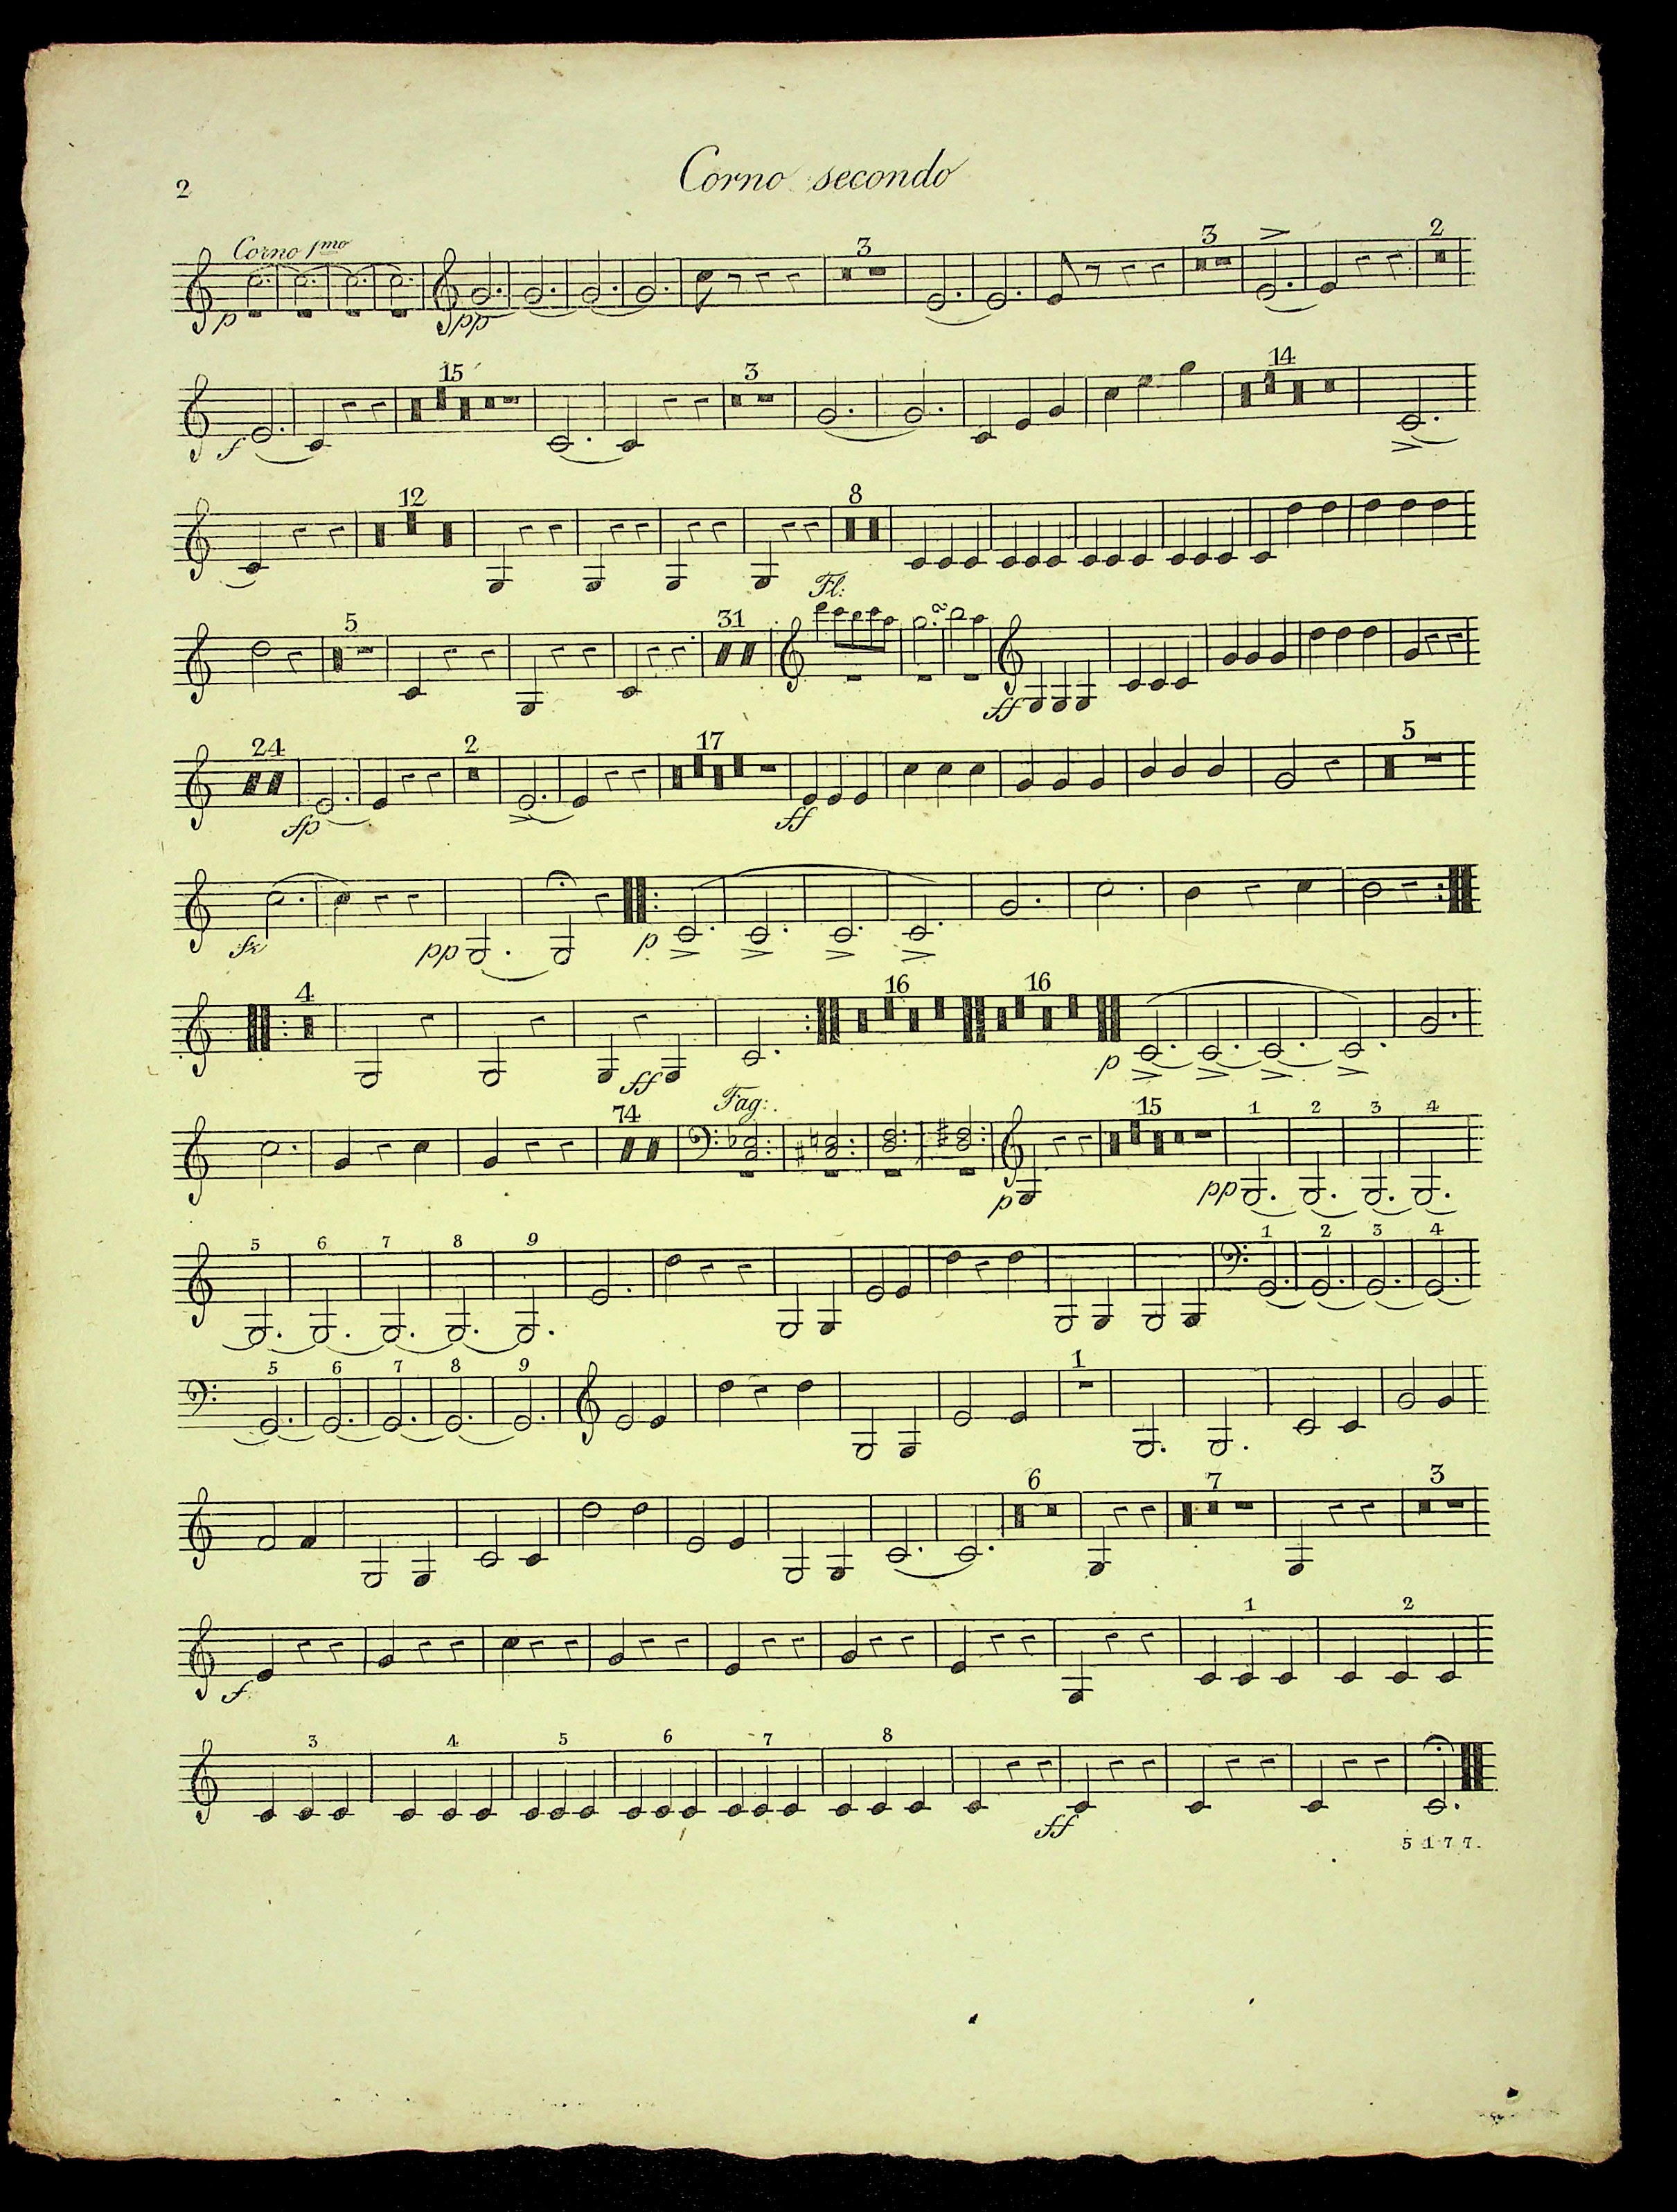 2
Corno secondo
Corno 1mo
3 3 2
p pp
15 3 14
f
12 8
Fl:
5 31
ff
24 2 17 5
fp ff
fz pp p
4 16 16
ff p
Fag:
74 15 1 2 3 4
p pp
5 6 7 8 9 1 2 3 4
5 6 7 8 9 1
6 7 3
1 2
f
3 4 5 6 7 8
ff
5177.